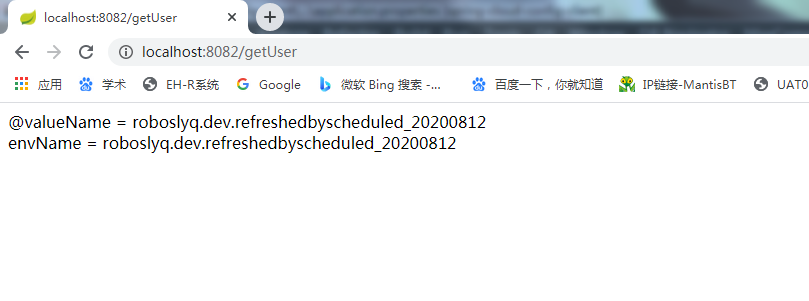 localhost:8082/getUser
localhost:8082/getUser
应用 学术 EH-R系统 Google 微软 Bing 搜索 -... 百度一下，你就知道 IP链接-MantisBT UAT0
@valueName = roboslyq.dev.refreshedbyscheduled_20200812
envName = roboslyq.dev.refreshedbyscheduled_20200812